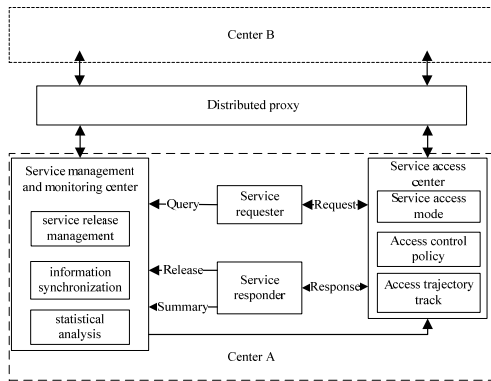 Center B
Distributed proxy
Service management
and monitoring center
service release
management
information
synchronization
statistical
analysis
Query
Service
requester
Request
Release
Summary
Service
responder
Response
Service access
center
Service access
mode
Access control
policy
Access trajectory
track
Center A